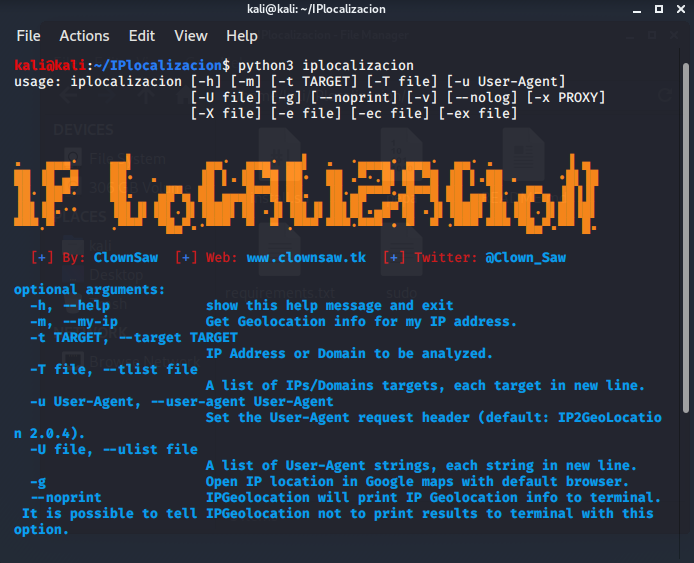 kali@kali: ~/IPlocalizacion
File Actions Edit View Help
kali@kali:~/IPlocalizacion$ python3 iplocalizacion
usage: iplocalizacion [-h] [-m] [-t TARGET] [-T file] [-u User-Agent]
[-U file] [-g] [--noprint] [-v] [--nolog] [-x PROXY]
[-X file] [-e file] [-ec file] [-ex file]
IP LocALiZACioN
[+] By: ClownSaw [+] Web: www.clownsaw.tk [+] Twitter: @Clown_Saw
optional arguments:
-h, --help show this help message and exit
-m, --my-ip Get Geolocation info for my IP address.
-t TARGET, --target TARGET
IP Address or Domain to be analyzed.
-T file, --tlist file
A list of IPs/Domains targets, each target in new line.
-u User-Agent, --user-agent User-Agent
Set the User-Agent request header (default: IP2GeoLocatio
n 2.0.4).
-U file, --ulist file
A list of User-Agent strings, each string in new line.
-g Open IP location in Google maps with default browser.
--noprint IPGeolocation will print IP Geolocation info to terminal.
It is possible to tell IPGeolocation not to print results to terminal with this
option.